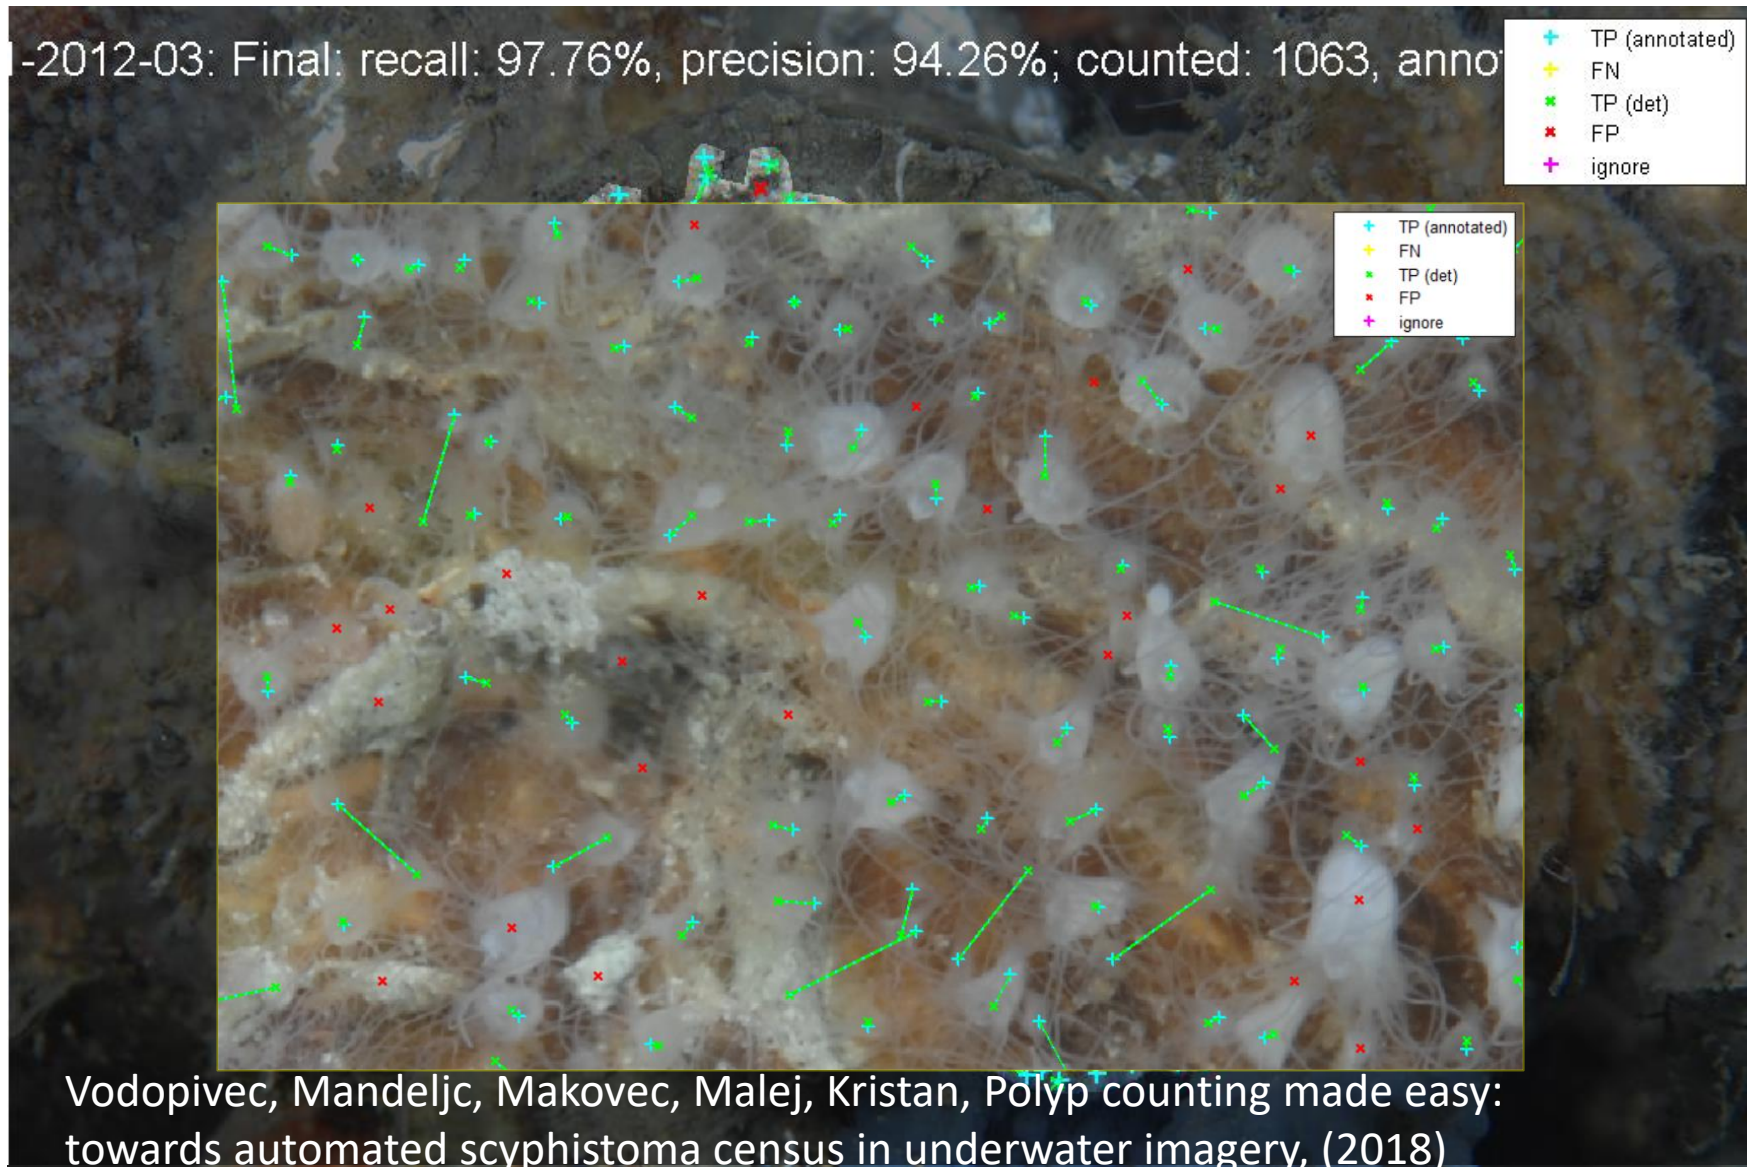 l-2012-03: Final: recall: 97.76%, precision: 94.26%; counted: 1063, anno
TP (annotated)
FN
TP (det)
FP
ignore
TP (annotated)
FN
TP (det)
FP
ignore
Vodopivec, Mandeljc, Makovec, Malej, Kristan, Polyp counting made easy:
towards automated scyphistoma census in underwater imagery, (2018)